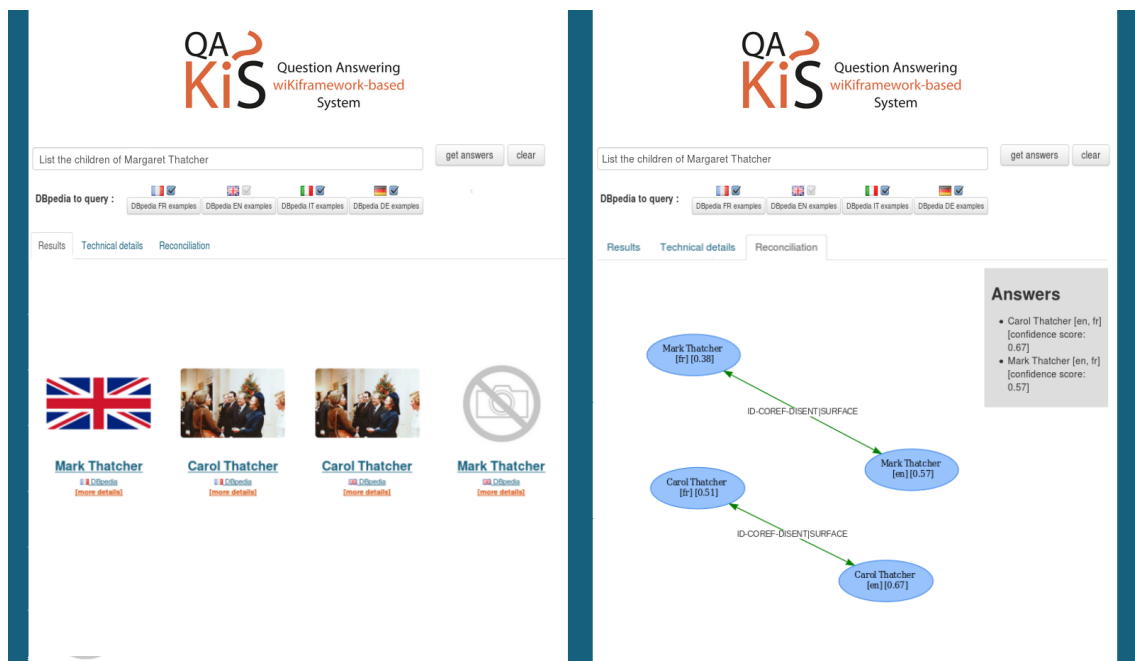 QA
KiS
Question Answering
wiKiframework-based
System
List the children of Margaret Thatcher
get answers
clear
DBpedia to query :
DBpedia FR examples
DBpedia EN examples
DBpedia IT examples
DBpedia DE examples
Results
Technical details
Reconciliation
Mark Thatcher
DBpedia
[more details]
Carol Thatcher
DBpedia
[more details]
Carol Thatcher
DBpedia
[more details]
Mark Thatcher
DBpedia
[more details]
QA
KiS
Question Answering
wiKiframework-based
System
List the children of Margaret Thatcher
get answers
clear
DBpedia to query :
DBpedia FR examples
DBpedia EN examples
DBpedia IT examples
DBpedia DE examples
Results
Technical details
Reconciliation
Answers
• Carol Thatcher [en, fr]
[confidence score:
0.67]
• Mark Thatcher [en, fr]
[confidence score:
0.57]
Mark Thatcher
[fr] [0.38]
ID-COREF-DISENT|SURFACE
Mark Thatcher
[en] [0.57]
Carol Thatcher
[fr] [0.51]
ID-COREF-DISENT|SURFACE
Carol Thatcher
[en] [0.67]